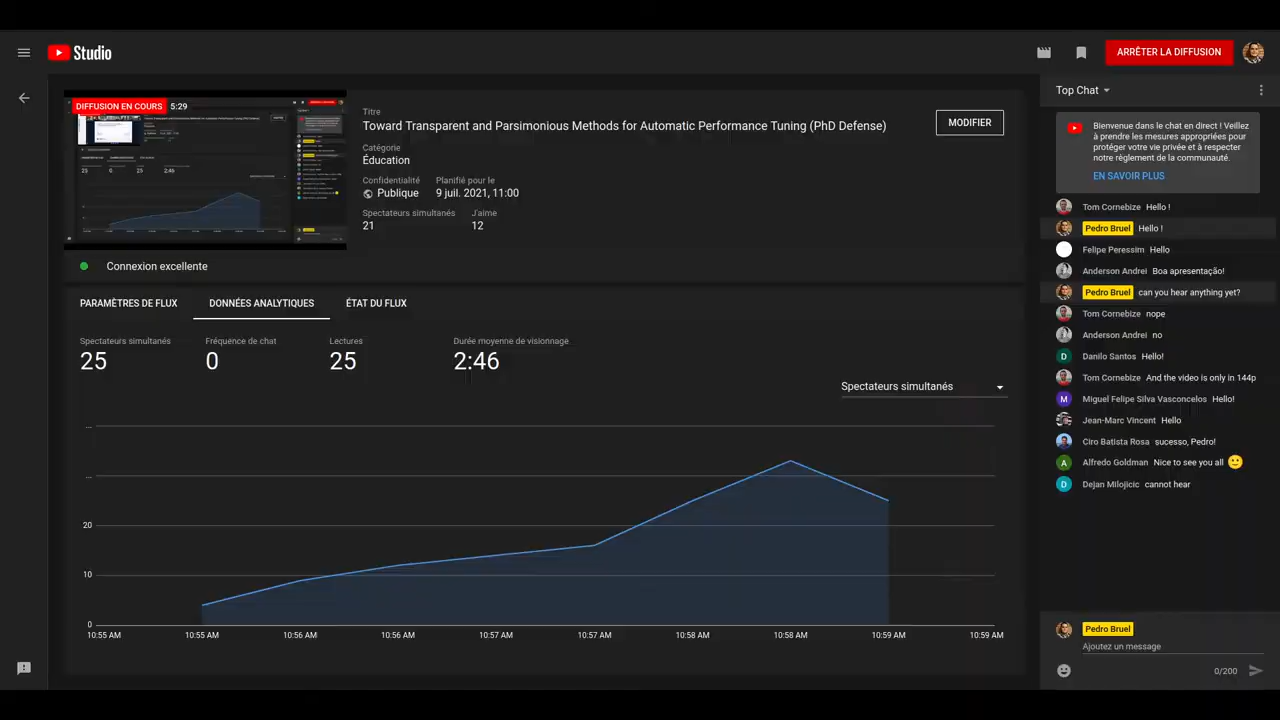 Studio
ARRÊTER LA DIFFUSION
DIFFUSION EN COURS 5:29
Titre
Toward Transparent and Parsimonious Methods for Automatic Performance Tuning (PhD Defense)
MODIFIER
Catégorie
Éducation
Confidentialité Planifié pour le
Publique 9 juil. 2021, 11:00
Spectateurs simultanés J'aime
21 12
Connexion excellente
PARAMÈTRES DE FLUX DONNÉES ANALYTIQUES ÉTAT DU FLUX
Spectateurs simultanés Fréquence de chat Lectures Durée moyenne de visionnage
25 0 25 2:46
Spectateurs simultanés
...
...
20
10
0
10:55 AM 10:55 AM 10:56 AM 10:56 AM 10:57 AM 10:57 AM 10:58 AM 10:58 AM 10:59 AM 10:59 AM
Top Chat
Bienvenue dans le chat en direct ! Veillez
à prendre les mesures appropriées pour
protéger votre vie privée et à respecter
notre règlement de la communauté.
EN SAVOIR PLUS
Tom Cornebize Hello !
Pedro Bruel Hello !
Felipe Peressim Hello
Anderson Andrei Boa apresentação!
Pedro Bruel can you hear anything yet?
Tom Cornebize nope
Anderson Andrei no
D Danilo Santos Hello!
Tom Cornebize And the video is only in 144p
M Miguel Felipe Silva Vasconcelos Hello!
Jean-Marc Vincent Hello
Ciro Batista Rosa sucesso, Pedro!
A Alfredo Goldman Nice to see you all 🙂
D Dejan Milojicic cannot hear
Pedro Bruel
Ajoutez un message
0/200